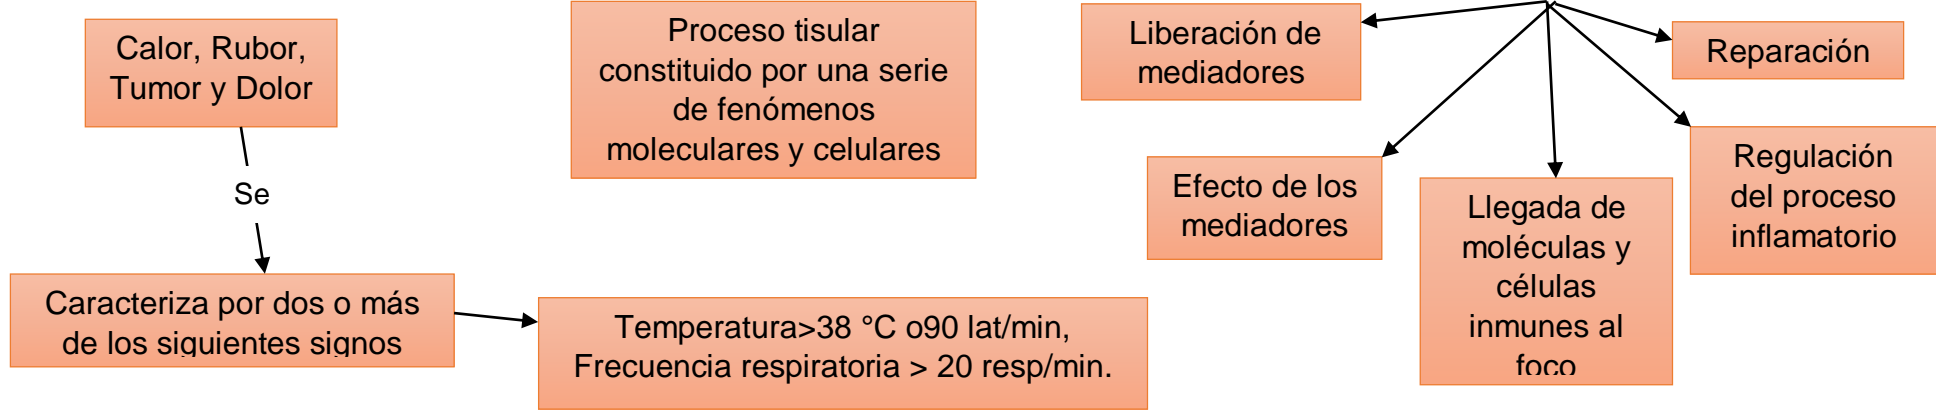 Calor, Rubor,
Tumor y Dolor
Se
Caracteriza por dos o más
de los siguientes signos
Temperatura>38 °C o90 lat/min,
Frecuencia respiratoria > 20 resp/min.
Proceso tisular
constituido por una serie
de fenómenos
moleculares y celulares
Liberación de
mediadores
Efecto de los
mediadores
Llegada de
moléculas y
células
inmunes al
foco
Regulación
del proceso
inflamatorio
Reparación